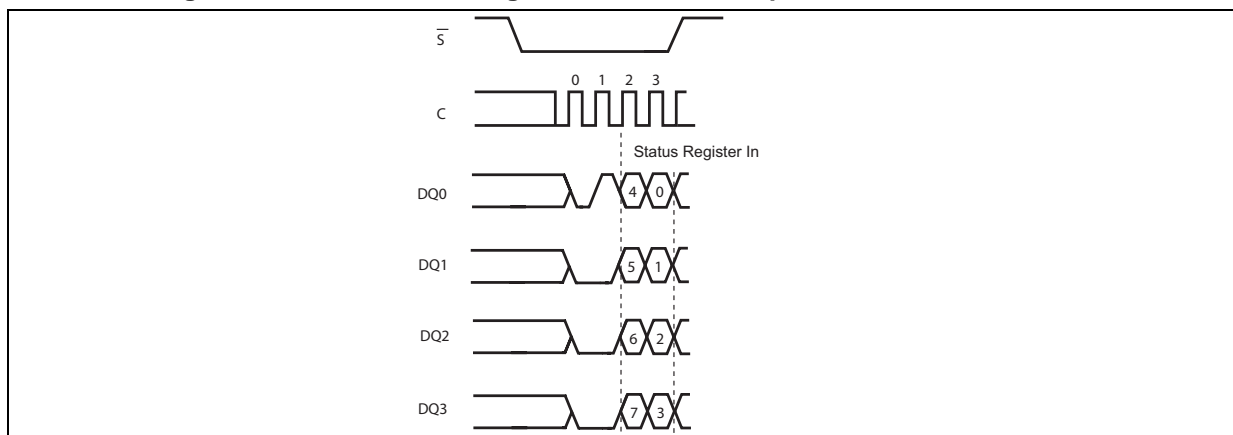 S
0 1 2 3
C
Status Register In
DQ0 4 0
DQ1 5 1
DQ2 6 2
DQ3 7 3